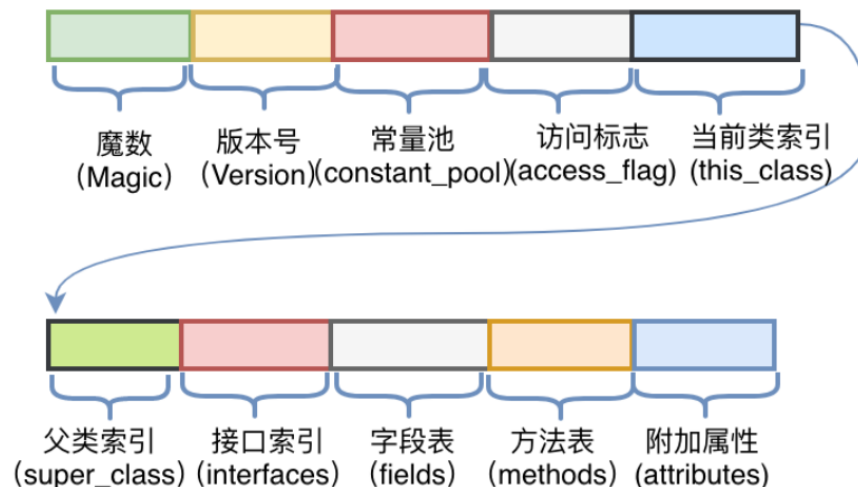 魔数 版本号 常量池 访问标志 当前类索引
(Magic) (Version) (constant_pool) (access_flag) (this_class)
父类索引 接口索引 字段表 方法表 附加属性
(super_class) (interfaces) (fields) (methods) (attributes)